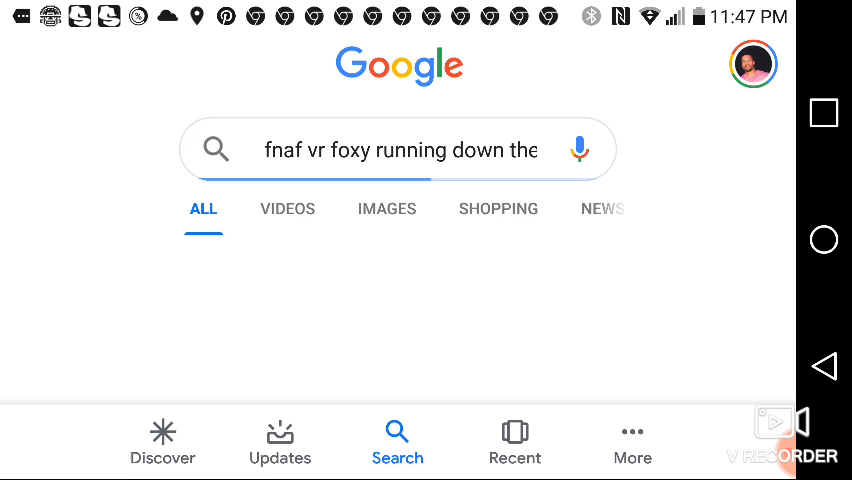 11:47 PM
Google
fnaf vr foxy running down the
ALL VIDEOS IMAGES SHOPPING NEWS
Discover Updates Search Recent More
V RECORDER